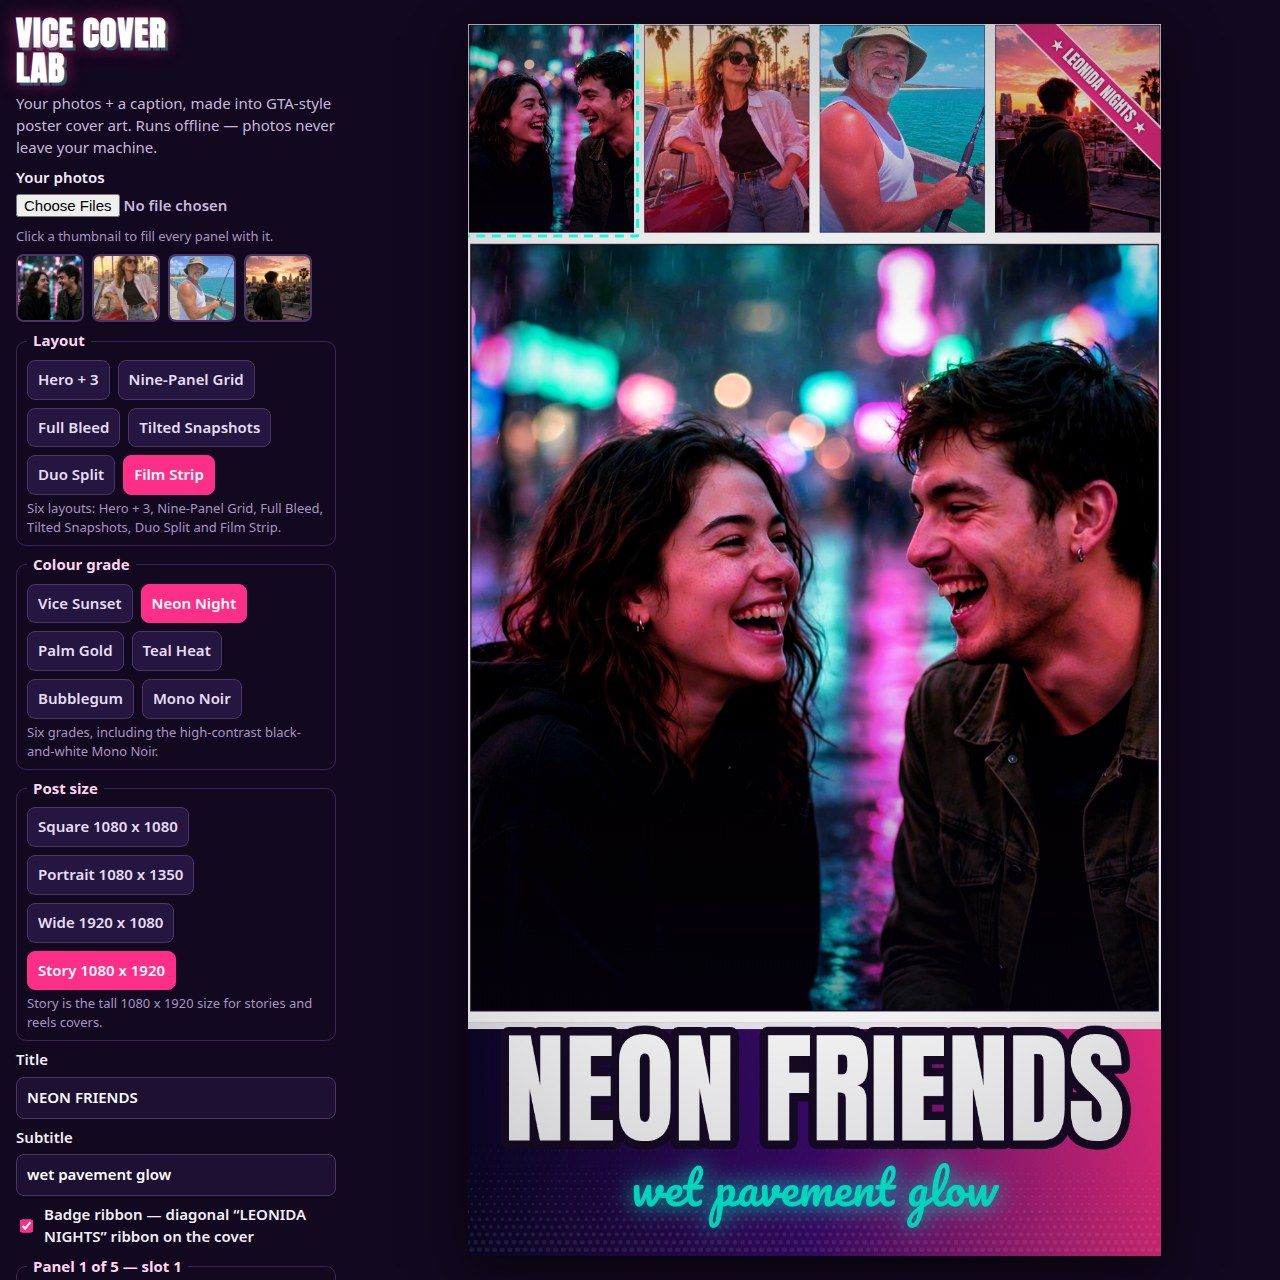 VICE COVER
LAB
Your photos + a caption, made into GTA-style
poster cover art. Runs offline — photos never
leave your machine.
Your photos
Choose Files No file chosen
Click a thumbnail to fill every panel with it.
Layout
Hero + 3 Nine-Panel Grid
Full Bleed Tilted Snapshots
Duo Split Film Strip
Six layouts: Hero + 3, Nine-Panel Grid, Full Bleed,
Tilted Snapshots, Duo Split and Film Strip.
Colour grade
Vice Sunset Neon Night
Palm Gold Teal Heat
Bubblegum Mono Noir
Six grades, including the high-contrast black-
and-white Mono Noir.
Post size
Square 1080 x 1080
Portrait 1080 x 1350
Wide 1920 x 1080
Story 1080 x 1920
Story is the tall 1080 x 1920 size for stories and
reels covers.
Title
NEON FRIENDS
Subtitle
wet pavement glow
Badge ribbon — diagonal “LEONIDA
NIGHTS” ribbon on the cover
Panel 1 of 5 — slot 1
★ LEONIDA NIGHTS ★
NEON FRIENDS
wet pavement glow